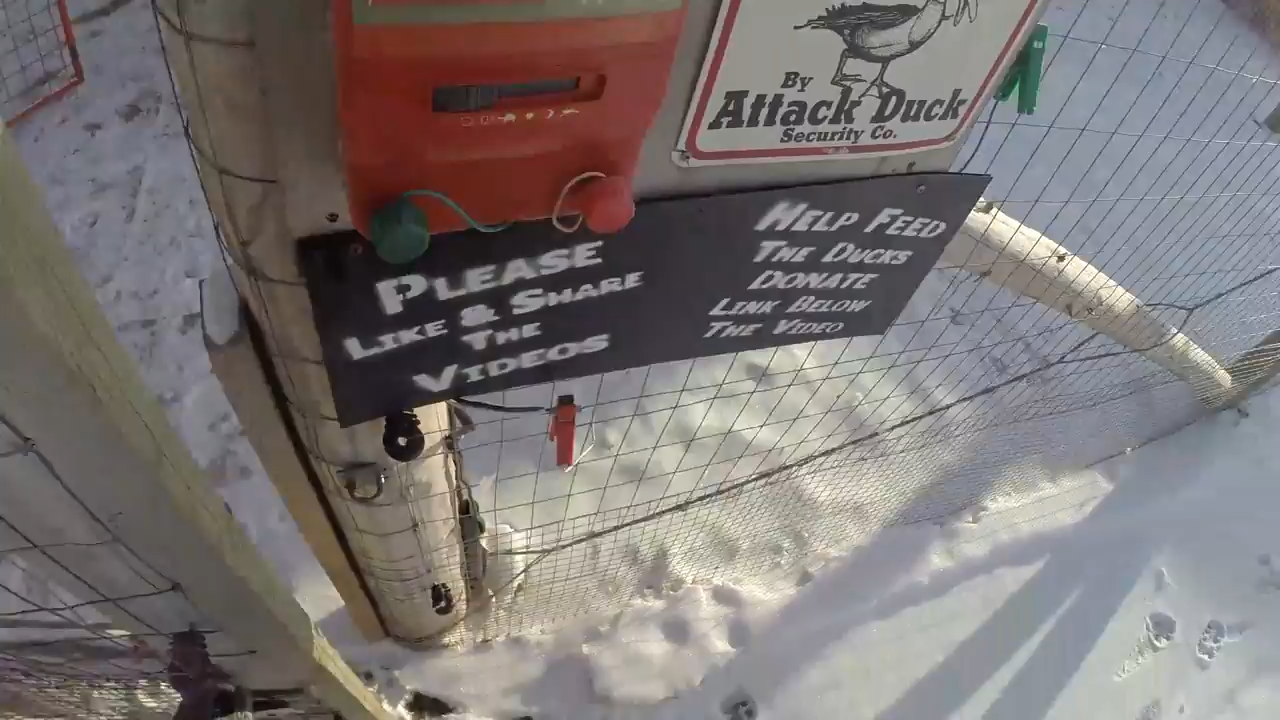 By
Attack Duck
Security Co.
PLEASE
LIKE & SHARE
THE
VIDEOS
HELP FEED
THE DUCKS
DONATE
LINK BELOW
THE VIDEO